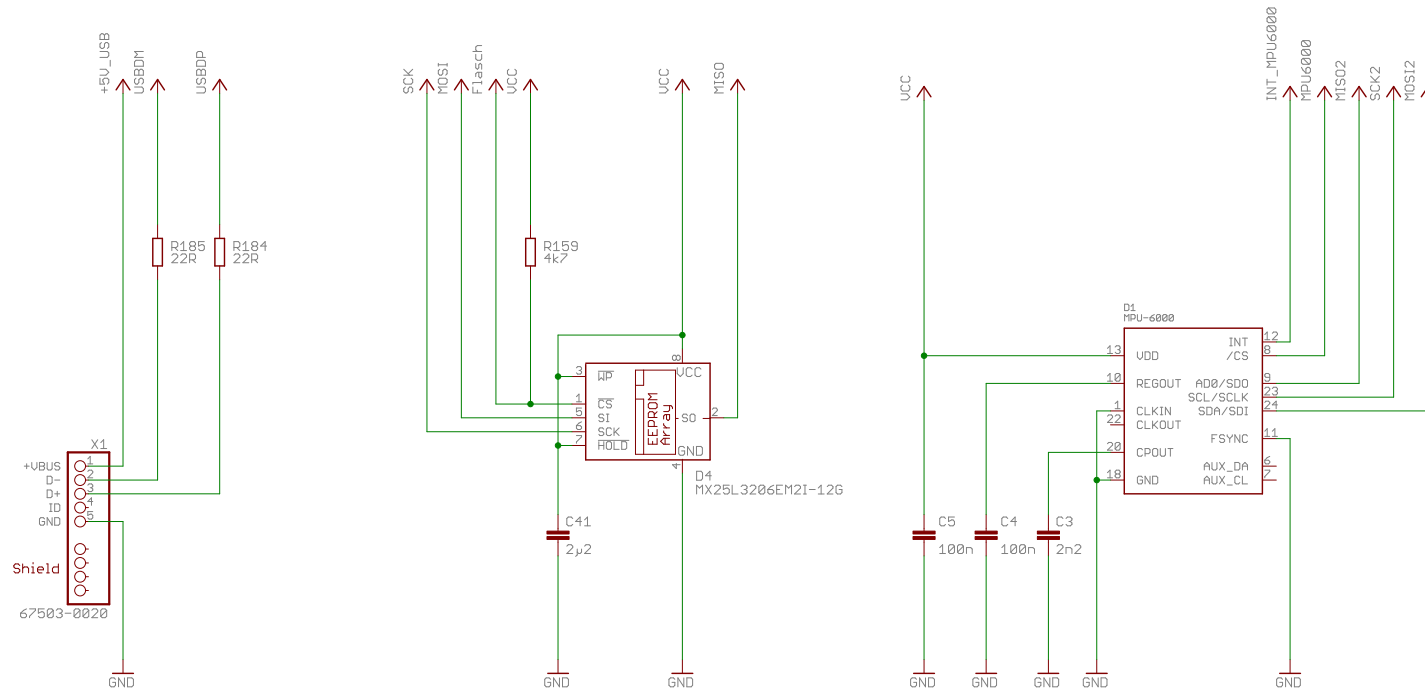 +5V_USB
USBDM
USBDP
R185
22R
R184
22R
X1
+VBUS
1
D-
2
D+
3
ID
4
GND
5
Shield
67503-0020
GND
SCK
MOSI
Flasch
VCC
VCC
MISO
R159
4k7
8
VCC
3
WP
1
CS
5
SI
6
SCK
7
HOLD
EEPROM
Array
SO
2
GND
4
D4
MX25L3206EM2I-12G
C41
2µ2
GND
GND
VCC
INT_MPU6000
MPU6000
MISO2
SCK2
MOSI2
D1
MPU-6000
13
VDD
10
REGOUT
1
CLKIN
22
CLKOUT
20
CPOUT
18
GND
INT
12
/CS
8
AD0/SDO
9
SCL/SCLK
23
SDA/SDI
24
FSYNC
11
AUX_DA
6
AUX_CL
7
C5
100n
C4
100n
C3
2n2
GND
GND
GND
GND
GND